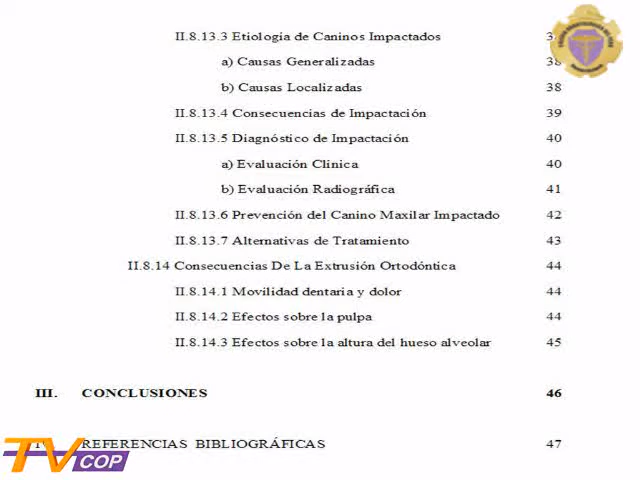 II.8.13.3 Etiología de Caninos Impactados
a) Causas Generalizadas 38
b) Causas Localizadas 38
II.8.13.4 Consecuencias de Impactación 39
II.8.13.5 Diagnóstico de Impactación 40
a) Evaluación Clínica 40
b) Evaluación Radiográfica 41
II.8.13.6 Prevención del Canino Maxilar Impactado 42
II.8.13.7 Alternativas de Tratamiento 43
II.8.14 Consecuencias De La Extrusión Ortodóntica 44
II.8.14.1 Movilidad dentaria y dolor 44
II.8.14.2 Efectos sobre la pulpa 44
II.8.14.3 Efectos sobre la altura del hueso alveolar 45
III. CONCLUSIONES 46
REFERENCIAS BIBLIOGRÁFICAS 47
TV COP